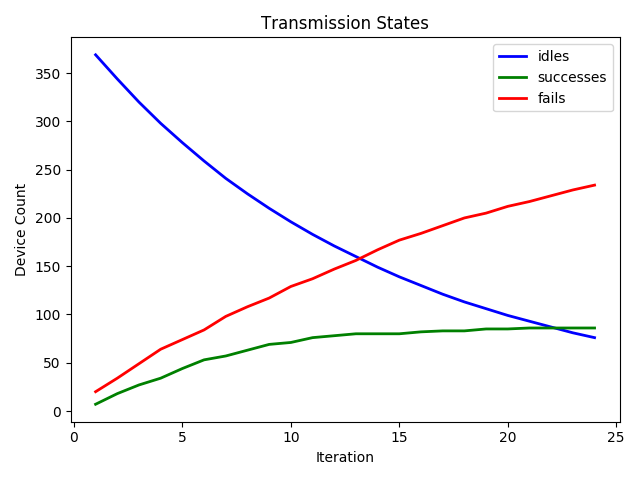 Transmission States
idles
successes
fails
Device Count
350
300
250
200
150
100
50
0
0 5 10 15 20 25
Iteration